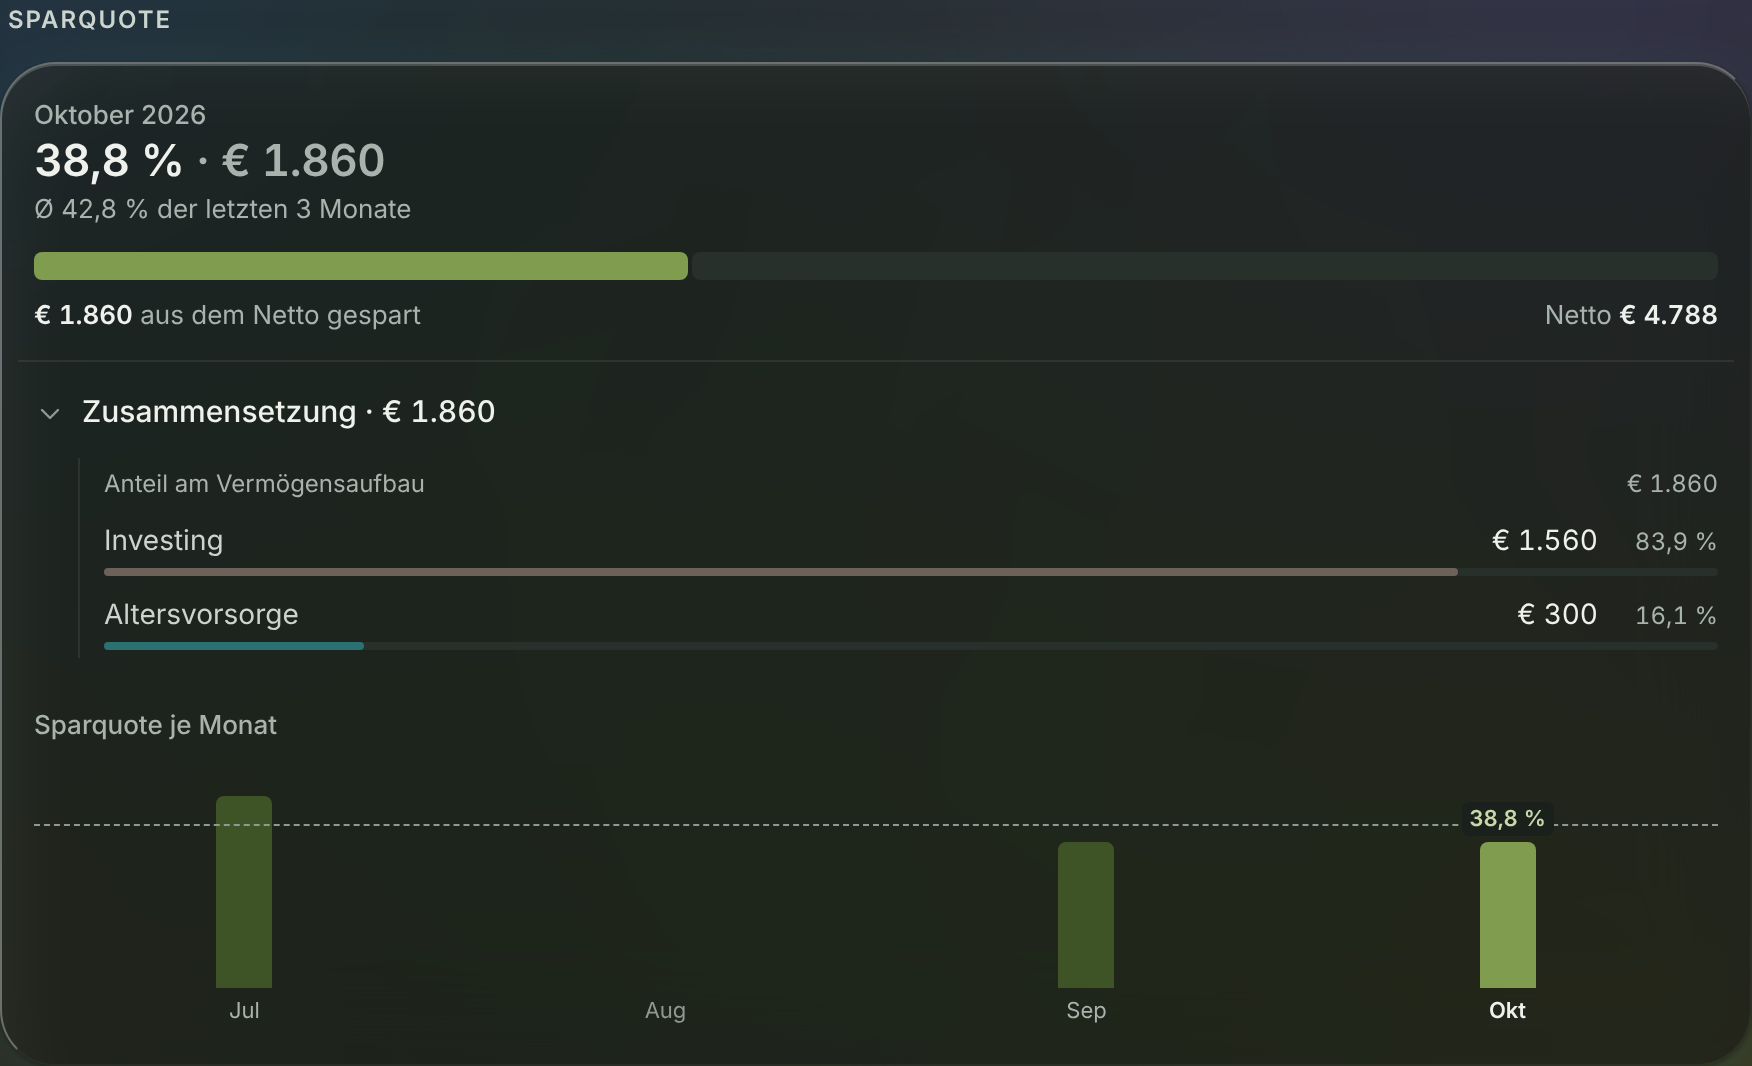 SPARQUOTE
Oktober 2026
38,8 % · € 1.860
Ø 42,8 % der letzten 3 Monate
€ 1.860 aus dem Netto gespart
Netto € 4.788
Zusammensetzung · € 1.860
Anteil am Vermögensaufbau € 1.860
Investing € 1.560 83,9 %
Altersvorsorge € 300 16,1 %
Sparquote je Monat
38,8 %
Jul Aug Sep Okt